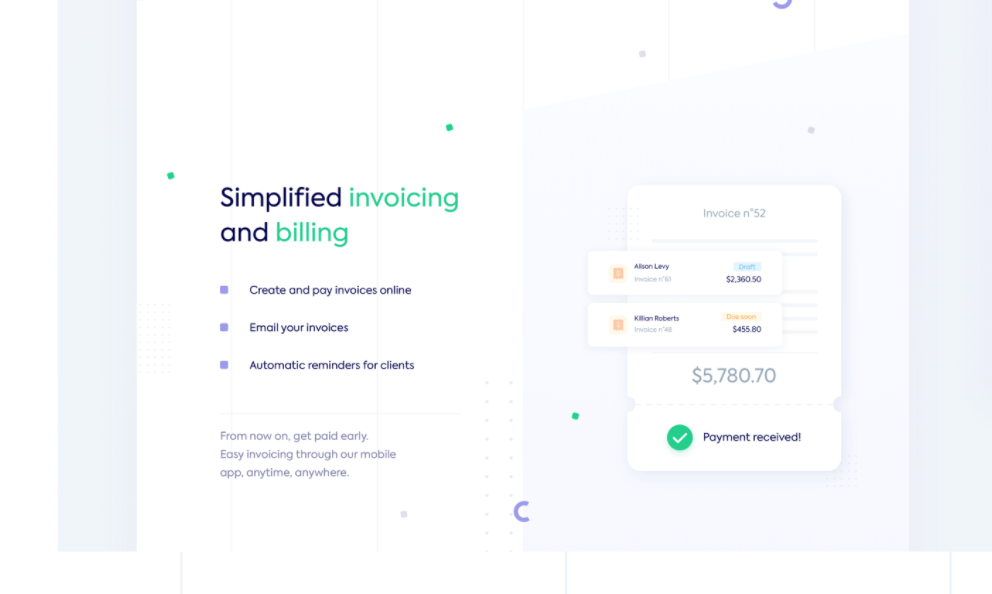 Simplified invoicing
and billing
Create and pay invoices online
Email your invoices
Automatic reminders for clients
From now on, get paid early.
Easy invoicing through our mobile
app, anytime, anywhere.
Invoice n°52
Alison Levy
Draft
Invoice n°61
$2,360.50
Killian Roberts
Due soon
Invoice n°48
$455.80
$5,780.70
Payment received!